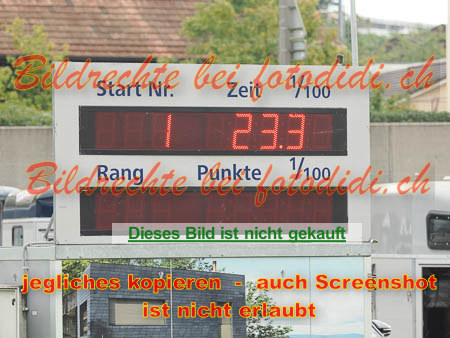 Bildrechte bei fotodidi.ch
Start Nr. Zeit 1/100
1 23.3
Bildrechte bei fotodidi.ch
Rang Punkte 1/100
Dieses Bild ist nicht gekauft
jegliches kopieren - auch Screenshot
ist nicht erlaubt